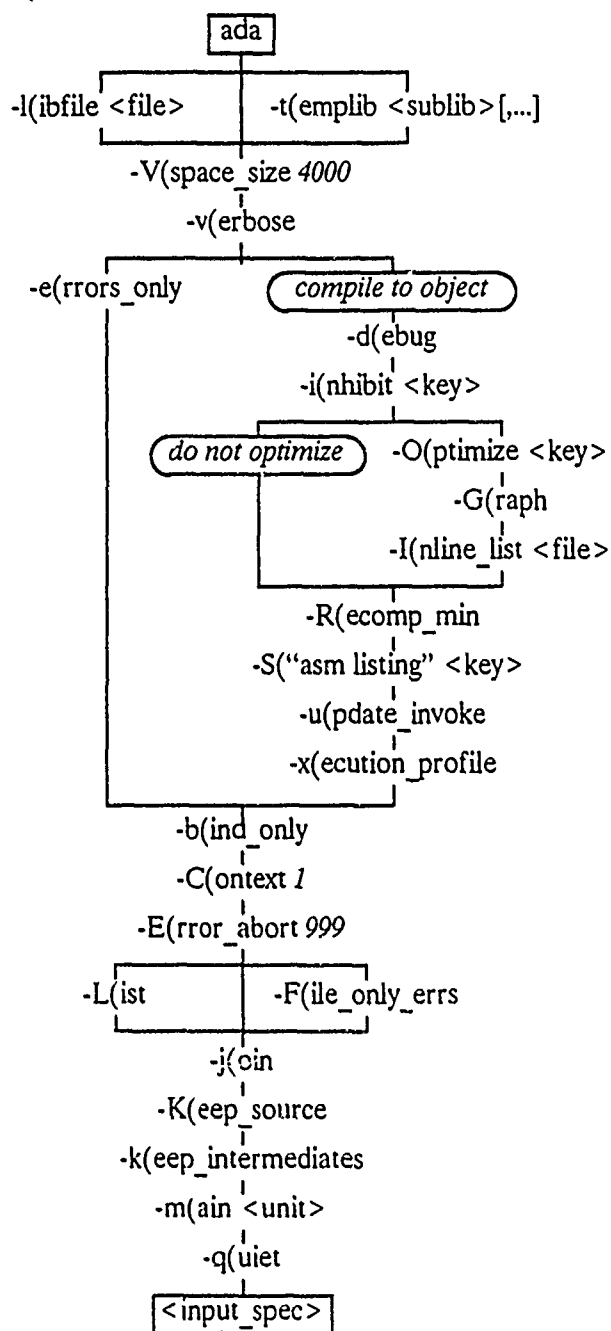 ada
-l(ibfile <file> -t(emplib <sublib>[,...]
-V(space_size 4000
-v(erbose
-e(rrors_only compile to object
-d(ebug
-i(nhibit <key>
do not optimize -O(ptimize <key>
-G(raph
-I(nline_list <file>
-R(ecomp_min
-S("asm listing" <key>
-u(pdate_invoke
-x(ecution_profile
-b(ind_only
-C(ontext 1
-E(rror_abort 999
-L(ist -F(ile_only_errs
-j(oin
-K(eep_source
-k(eep_intermediates
-m(ain <unit>
-q(uiet
<input_spec>